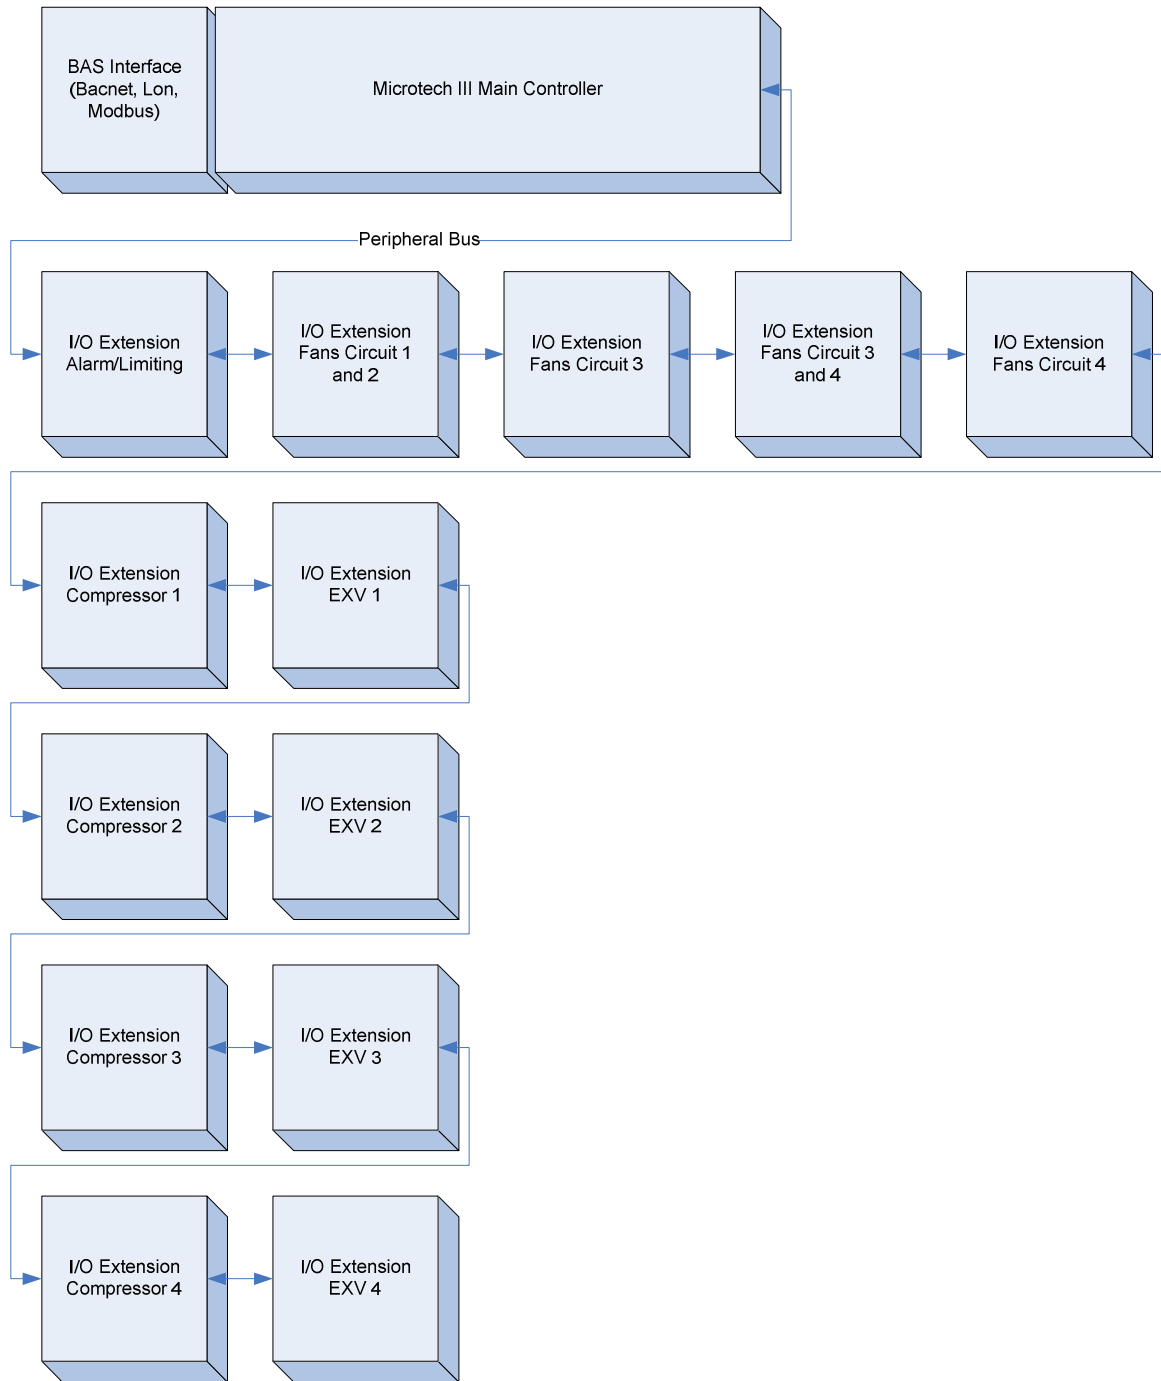 BAS Interface
(Bacnet, Lon,
Modbus)
Microtech III Main Controller
Peripheral Bus
I/O Extension
Alarm/Limiting
I/O Extension
Fans Circuit 1
and 2
I/O Extension
Fans Circuit 3
I/O Extension
Fans Circuit 3
and 4
I/O Extension
Fans Circuit 4
I/O Extension
Compressor 1
I/O Extension
EXV 1
I/O Extension
Compressor 2
I/O Extension
EXV 2
I/O Extension
Compressor 3
I/O Extension
EXV 3
I/O Extension
Compressor 4
I/O Extension
EXV 4